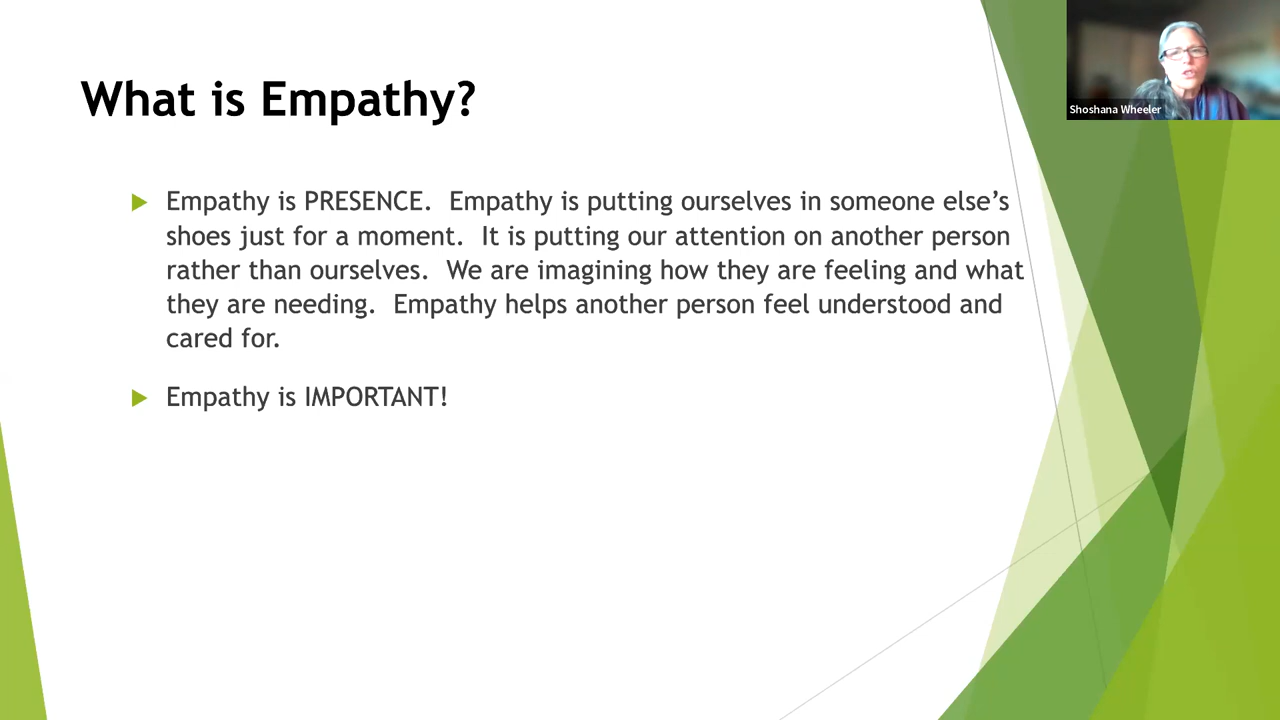 What is Empathy?
Shoshana Wheeler
Empathy is PRESENCE.  Empathy is putting ourselves in someone else’s
shoes just for a moment.  It is putting our attention on another person
rather than ourselves.  We are imagining how they are feeling and what
they are needing.  Empathy helps another person feel understood and
cared for.
Empathy is IMPORTANT!